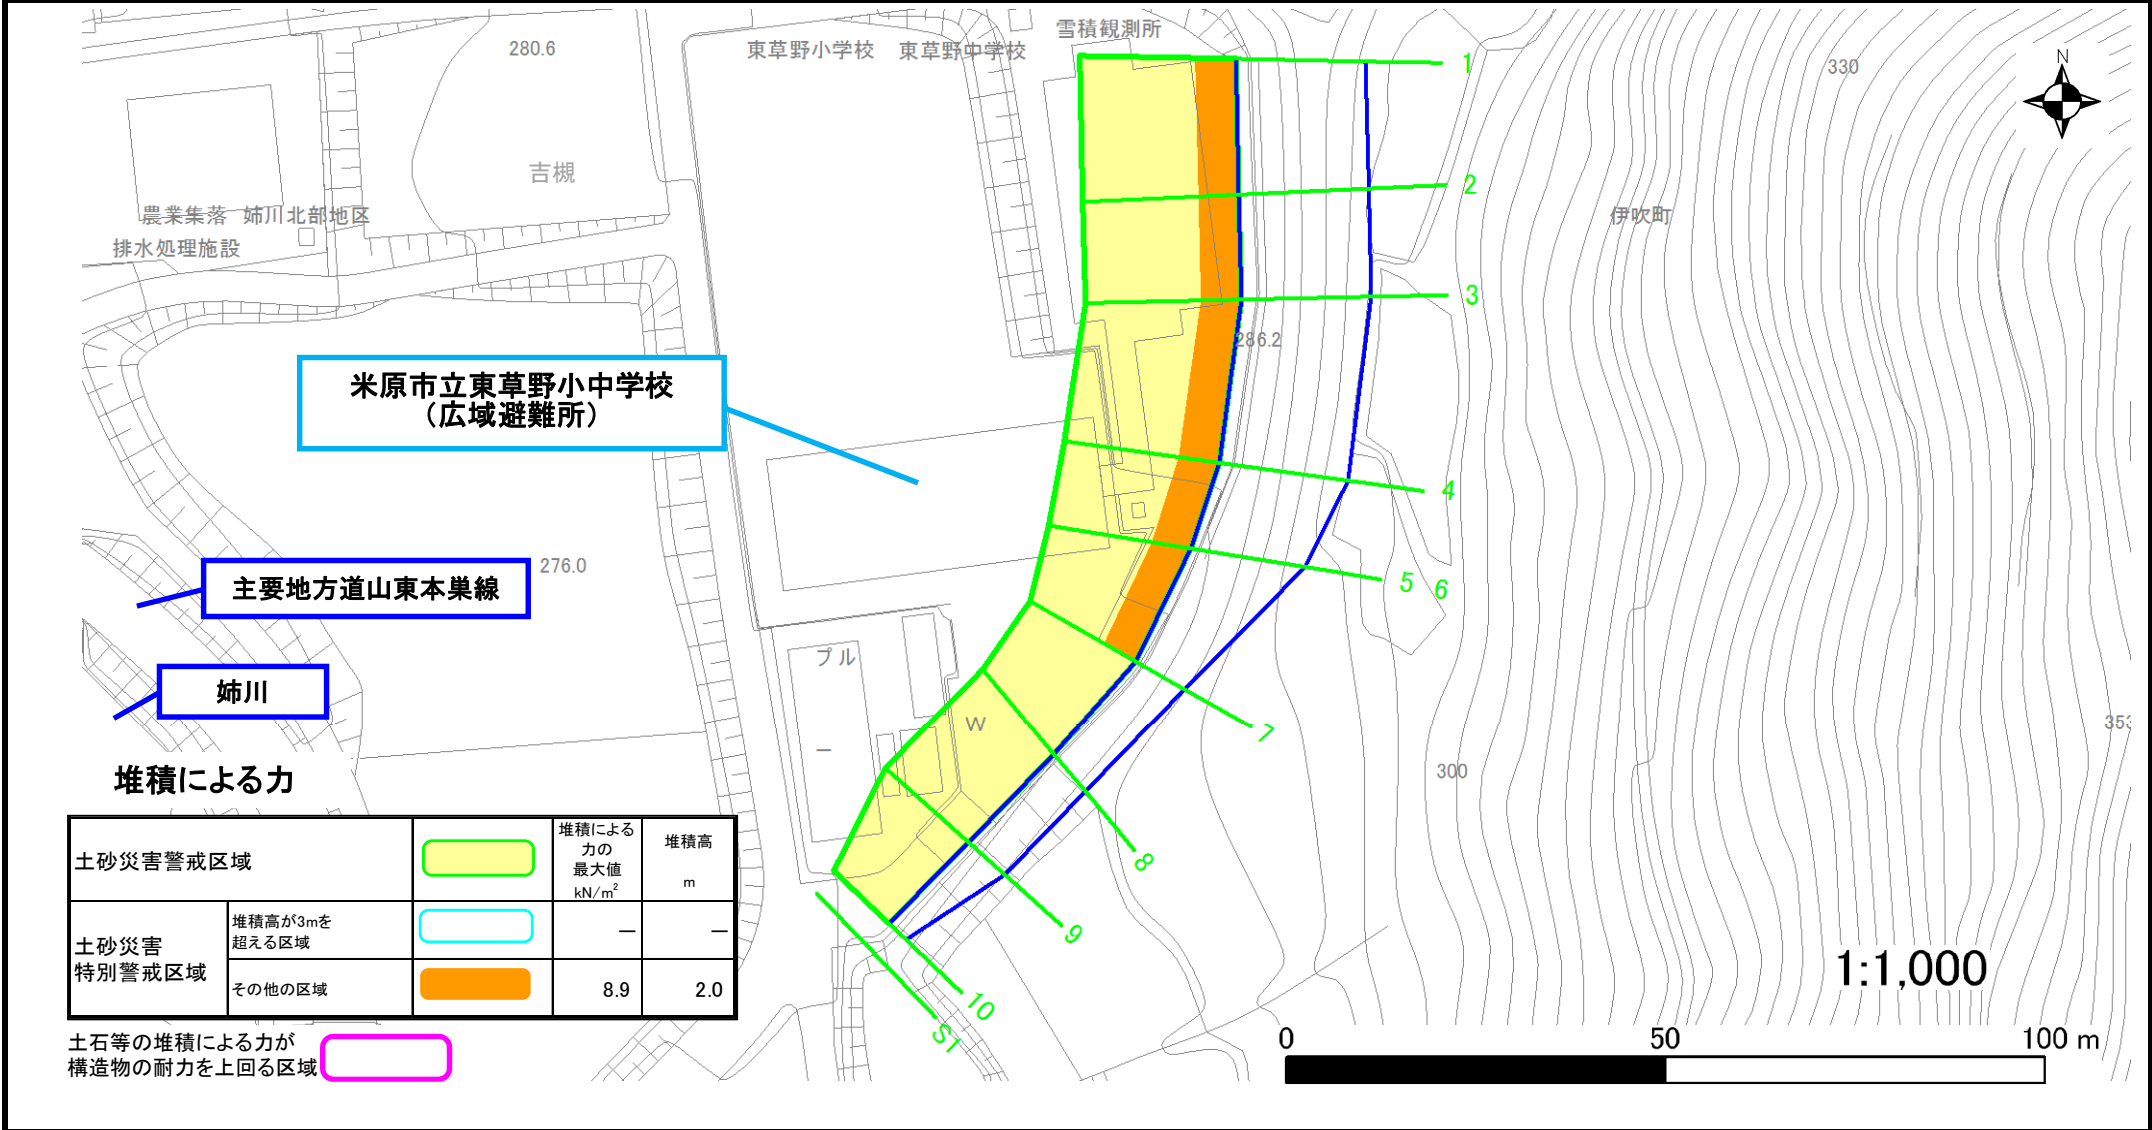 雪積観測所
280.6
東草野小学校
東草野中学校
1
330
N
吉槻
2
農業集落
姉川北部地区
伊吹町
排水処理施設
3
286.2
米原市立東草野小中学校
（広域避難所）
4
276.0
主要地方道山東本巣線
5
6
プル
ー
姉川
W
7
353
300
堆積による力
8
土砂災害警戒区域
堆積による
力の
最大値
kN/m²
堆積高
m
土砂災害
特別警戒区域
堆積高が3mを
超える区域
—
—
その他の区域
8.9
2.0
9
10
S1
1:1,000
土石等の堆積による力が
構造物の耐力を上回る区域
0
50
100 m